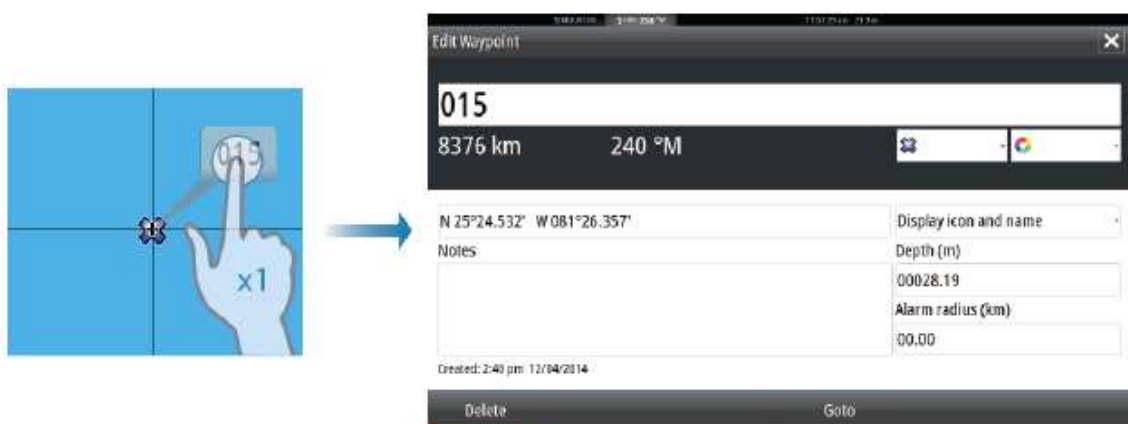 Edit Waypoint
015
015
8376 km 240 °M
x1
N 25°24.532' W 081°26.357' Display icon and name
Notes Depth (m)
00028.19
Alarm radius (km)
00.00
Created: 2:40 pm 12/04/2014
Delete Goto